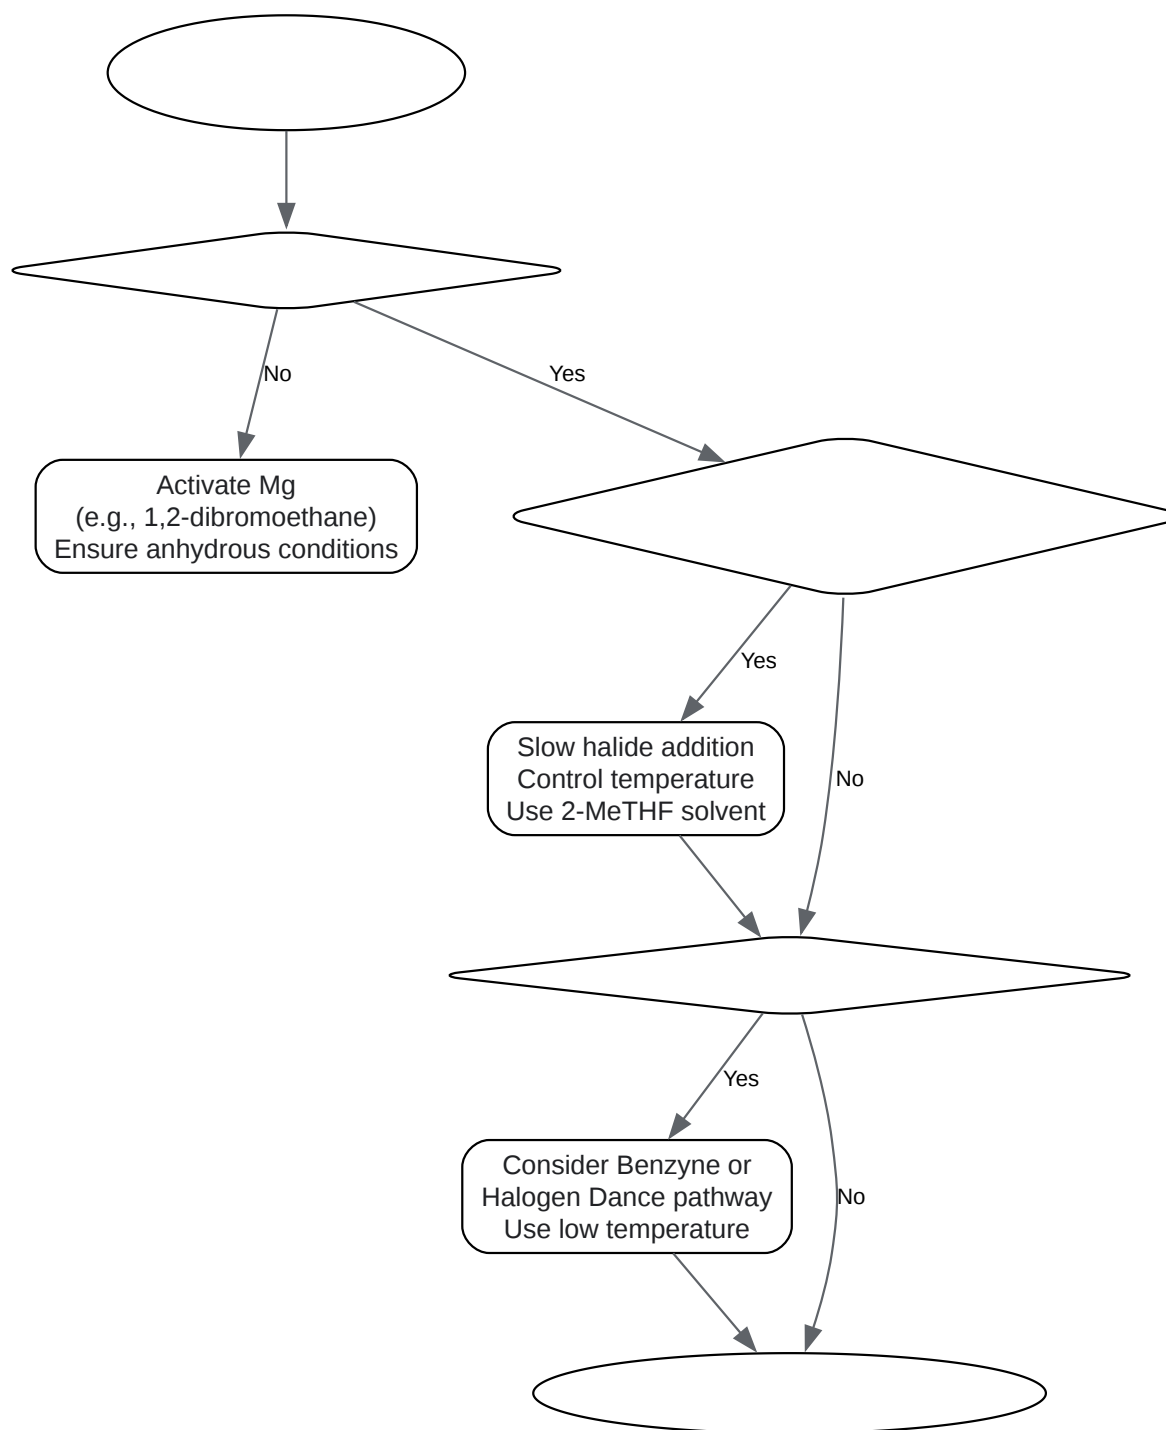 No
Yes
Activate Mg
(e.g., 1,2-dibromoethane)
Ensure anhydrous conditions
Yes
No
Slow halide addition
Control temperature
Use 2-MeTHF solvent
Yes
No
Consider Benzyne or
Halogen Dance pathway
Use low temperature